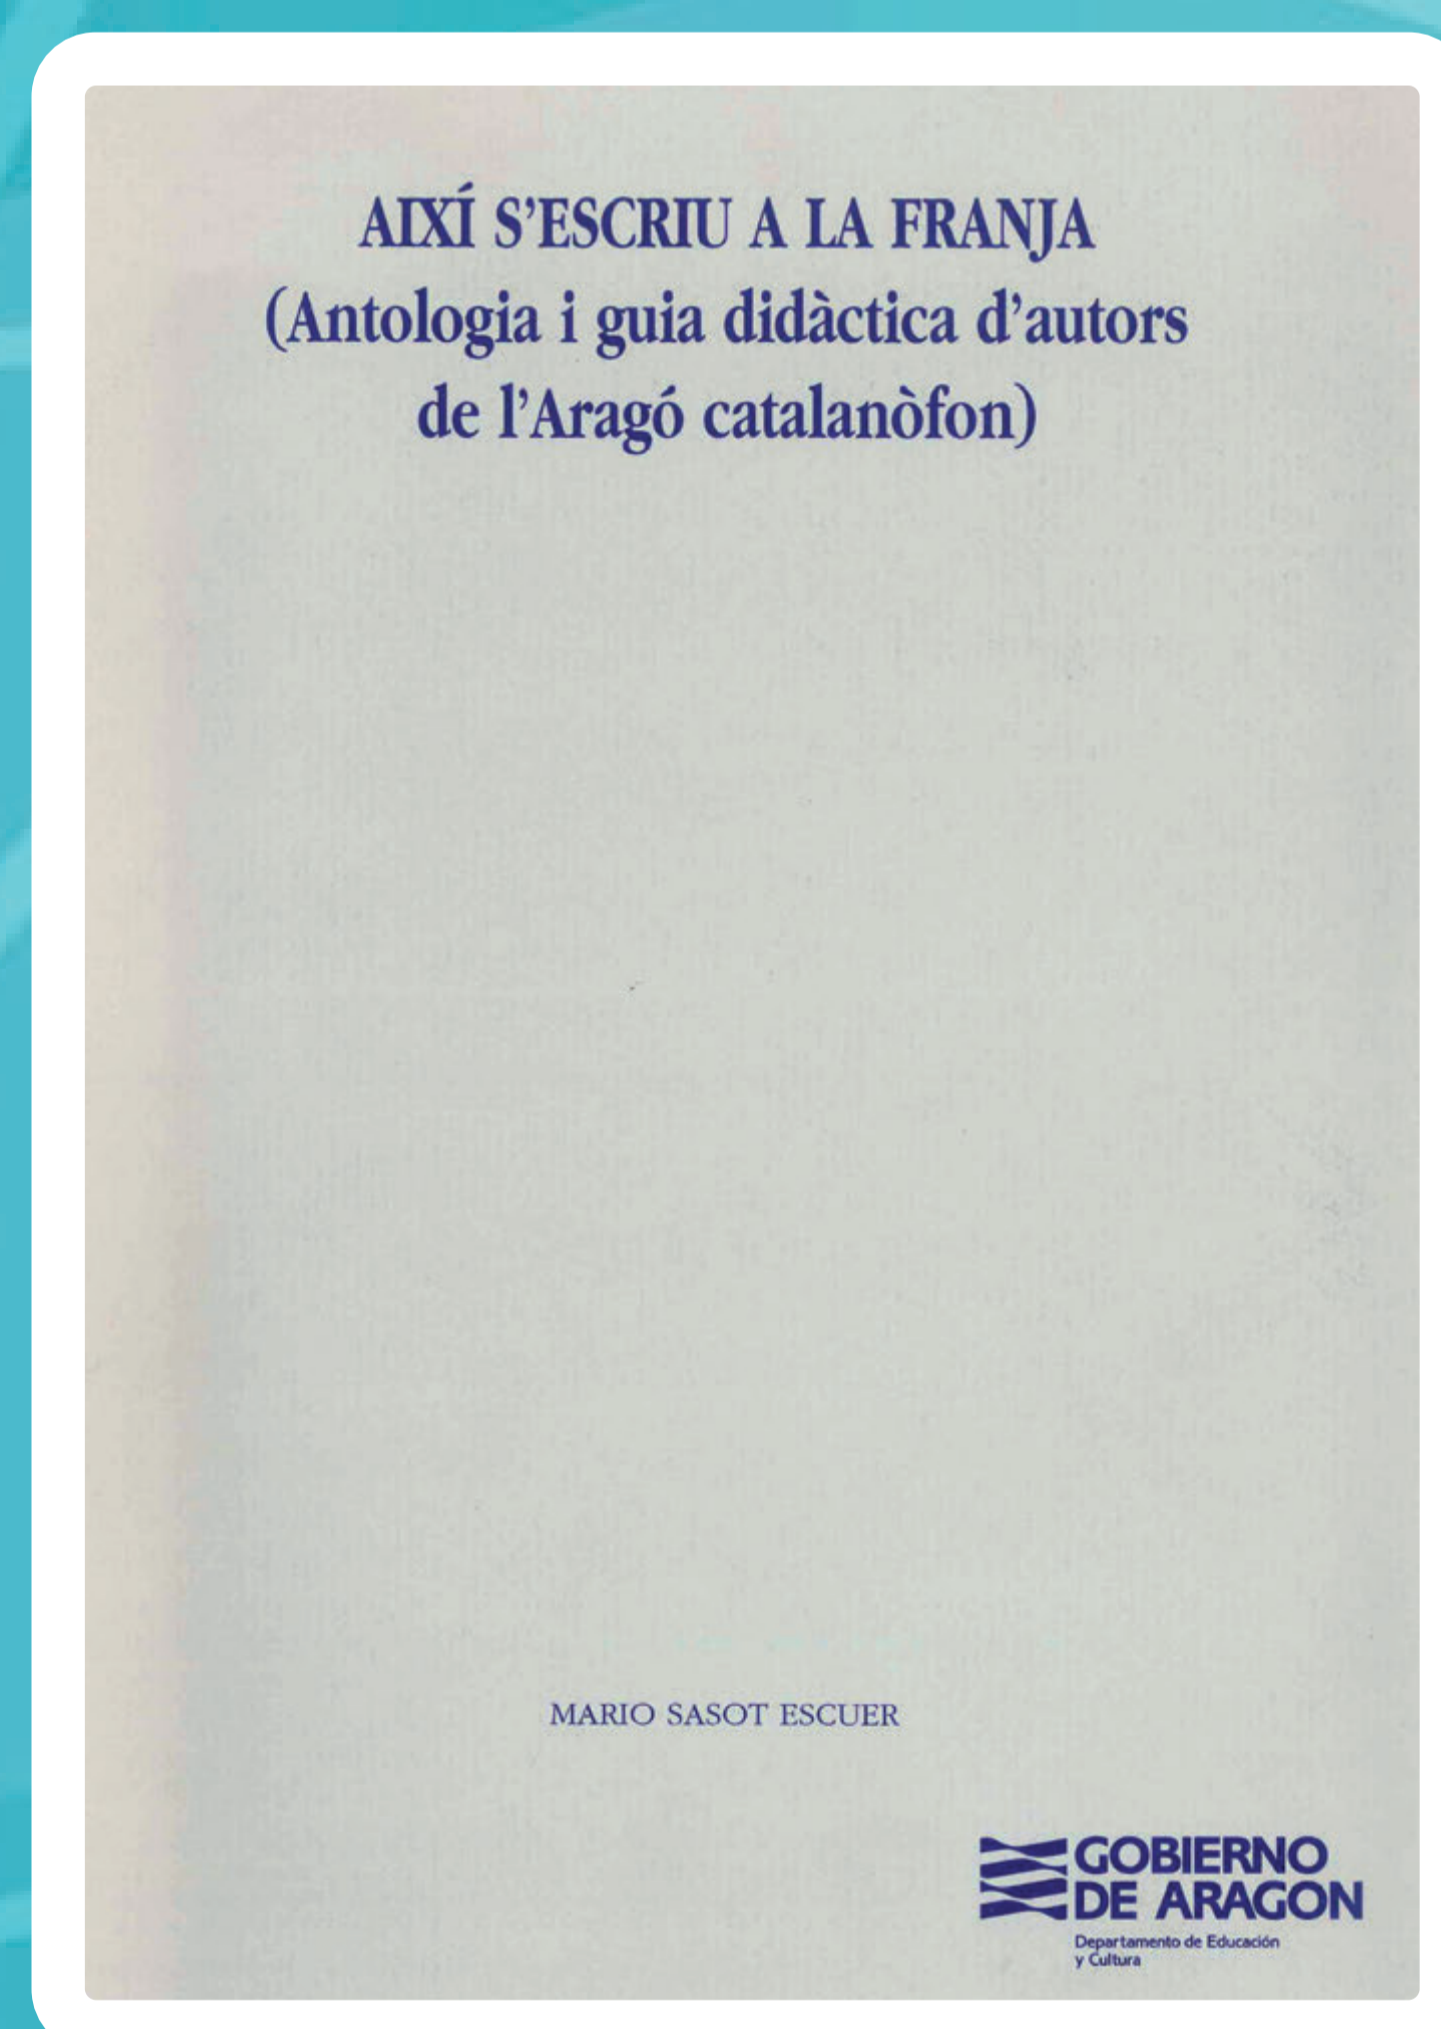 AIXÍ S’ESCRIU A LA FRANJA
(Antologia i guia didàctica d’autors
de l’Aragó catalanòfon)
MARIO SASOT ESCUER
GOBIERNO
DE ARAGON
Departamento de Educación
y Cultura